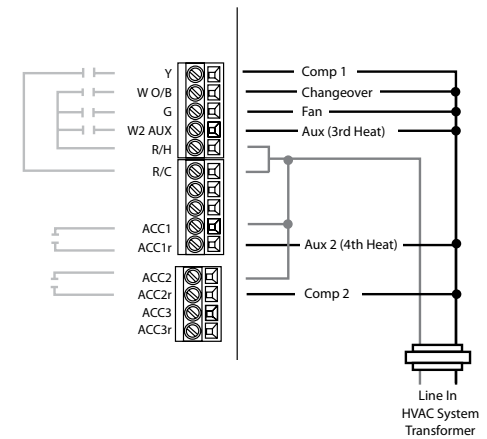 Y
Comp 1
W O/B
Changeover
G
Fan
W2 AUX
Aux (3rd Heat)
R/H
R/C
ACC1
ACC1r
Aux 2 (4th Heat)
ACC2
ACC2r
Comp 2
ACC3
ACC3r
Line In
HVAC System
Transformer